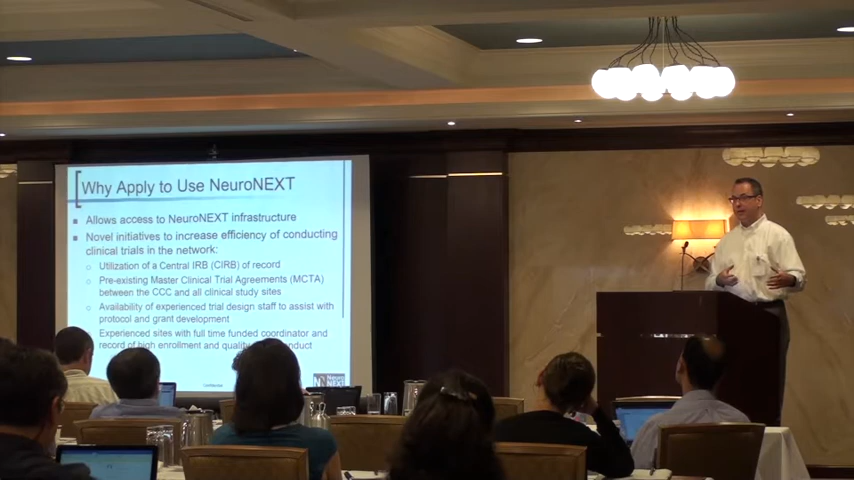 Why Apply to Use NeuroNEXT
Allows access to NeuroNEXT infrastructure
Novel initiatives to increase efficiency of conducting
clinical trials in the network:
Utilization of a Central IRB (CIRB) of record
Pre-existing Master Clinical Trial Agreements (MCTA)
between the CCC and all clinical study sites
Availability of experienced trial design staff to assist with
protocol and grant development
Experienced sites with full time funded coordinator and
record of high enrollment and quality
Confidential
Neuro
NEXT